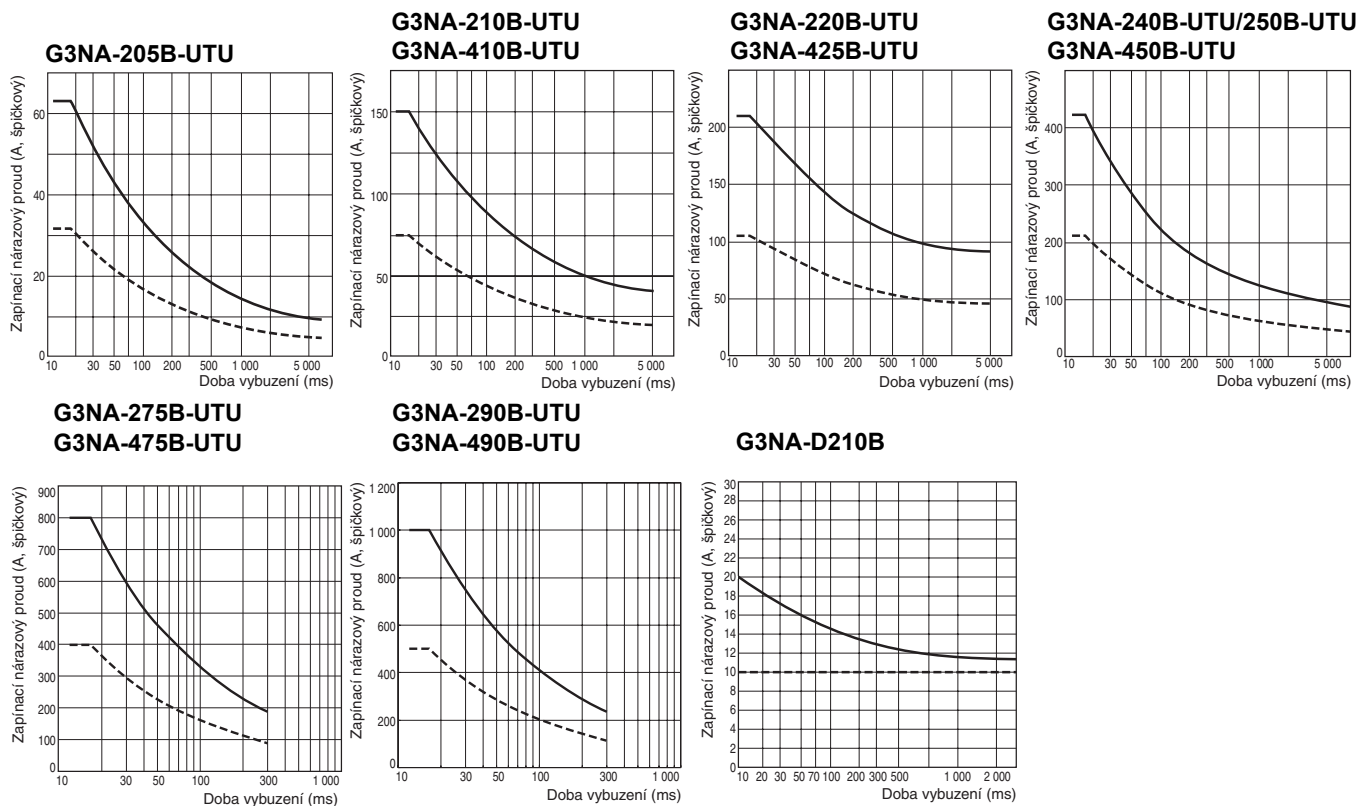 G3NA-205B-UTU
Zapínací nárazový proud (A, špičkový)
60
40
20
0
10 30 50 100 200 500 1 000 5 000
Doba vybuzení (ms)
G3NA-210B-UTU
G3NA-410B-UTU
Zapínací nárazový proud (A, špičkový)
150
100
50
0
10 30 50 100 200 500 1 000 5 000
Doba vybuzení (ms)
G3NA-220B-UTU
G3NA-425B-UTU
Zapínací nárazový proud (A, špičkový)
200
150
100
50
0
10 30 50 100 200 500 1 000 5 000
Doba vybuzení (ms)
G3NA-240B-UTU/250B-UTU
G3NA-450B-UTU
Zapínací nárazový proud (A, špičkový)
400
300
200
100
0
10 30 50 100 200 500 1 000 5 000
Doba vybuzení (ms)
G3NA-275B-UTU
G3NA-475B-UTU
Zapínací nárazový proud (A, špičkový)
900
800
700
600
500
400
300
200
100
0
10 30 50 100 300 1 000
Doba vybuzení (ms)
G3NA-290B-UTU
G3NA-490B-UTU
Zapínací nárazový proud (A, špičkový)
1 200
1 000
800
600
400
200
0
10 30 50 100 300 1 000
Doba vybuzení (ms)
G3NA-D210B
Zapínací nárazový proud (A, špičkový)
30
28
26
24
22
20
18
16
14
12
10
8
6
4
2
0
10 20 30 50 70 100 200 300 500 1 000 2 000
Doba vybuzení (ms)